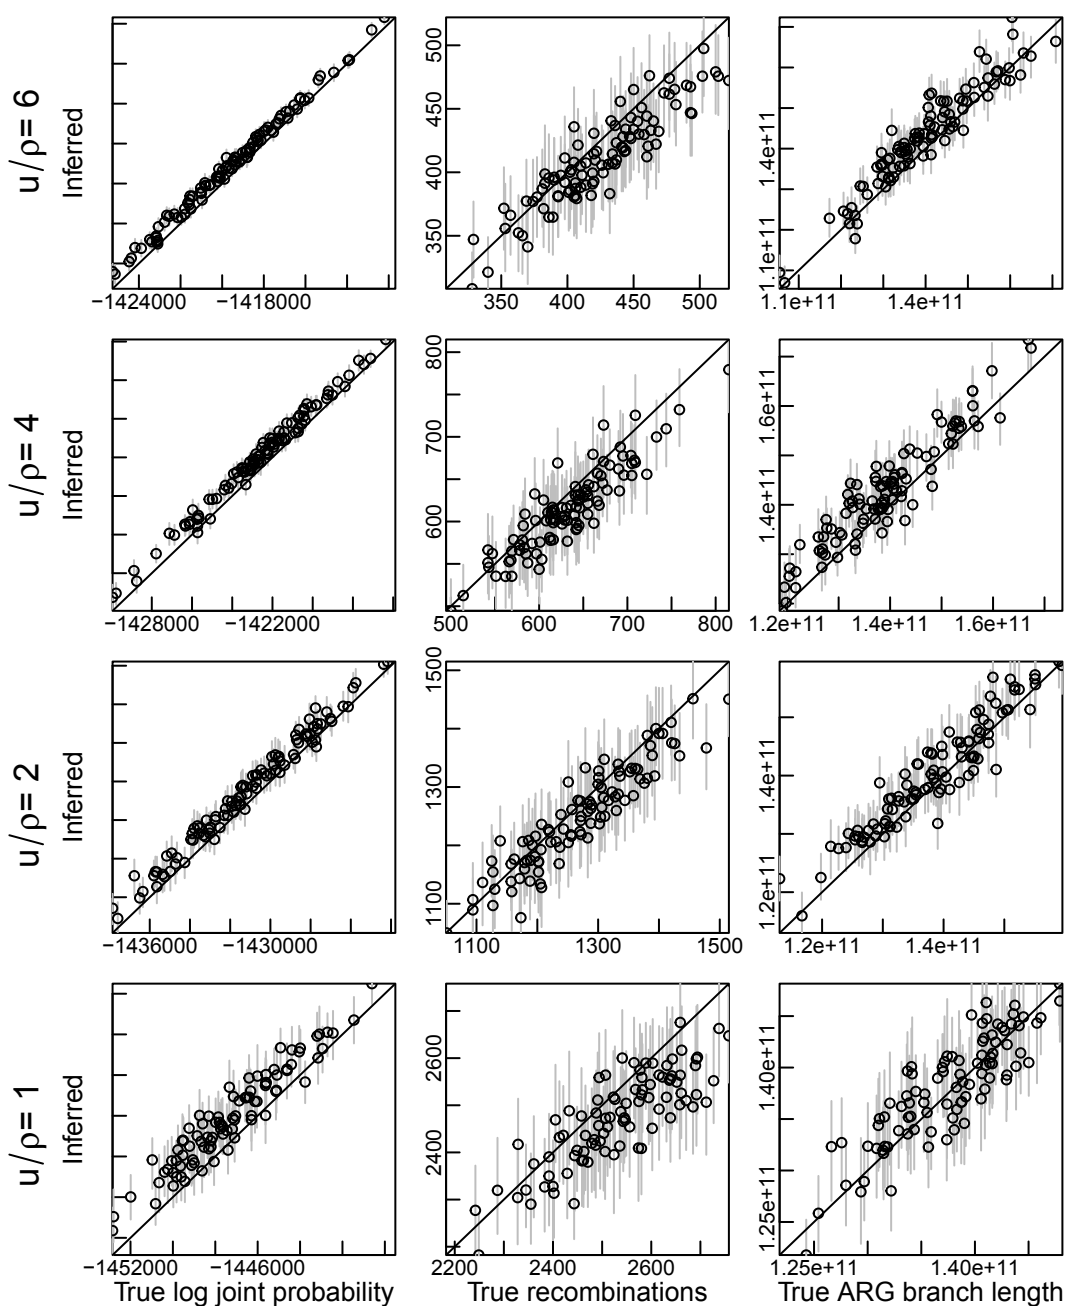 u/ρ= 6
Inferred
−1424000 −1418000
350 400 450 500
350 400 450 500
1.1e+11 1.4e+11
1.1e+11 1.4e+11
u/ρ= 4
Inferred
−1428000 −1422000
600 700 800
500 600 700 800
1.4e+11 1.6e+11
1.2e+11 1.4e+11 1.6e+11
u/ρ= 2
Inferred
−1436000 −1430000
1100 1300 1500
1100 1300 1500
1.2e+11 1.4e+11
1.2e+11 1.4e+11
u/ρ= 1
Inferred
−1452000 −1446000
2400 2600
2200 2400 2600
1.25e+11 1.40e+11
1.25e+11 1.40e+11
True log joint probability
True recombinations
True ARG branch length